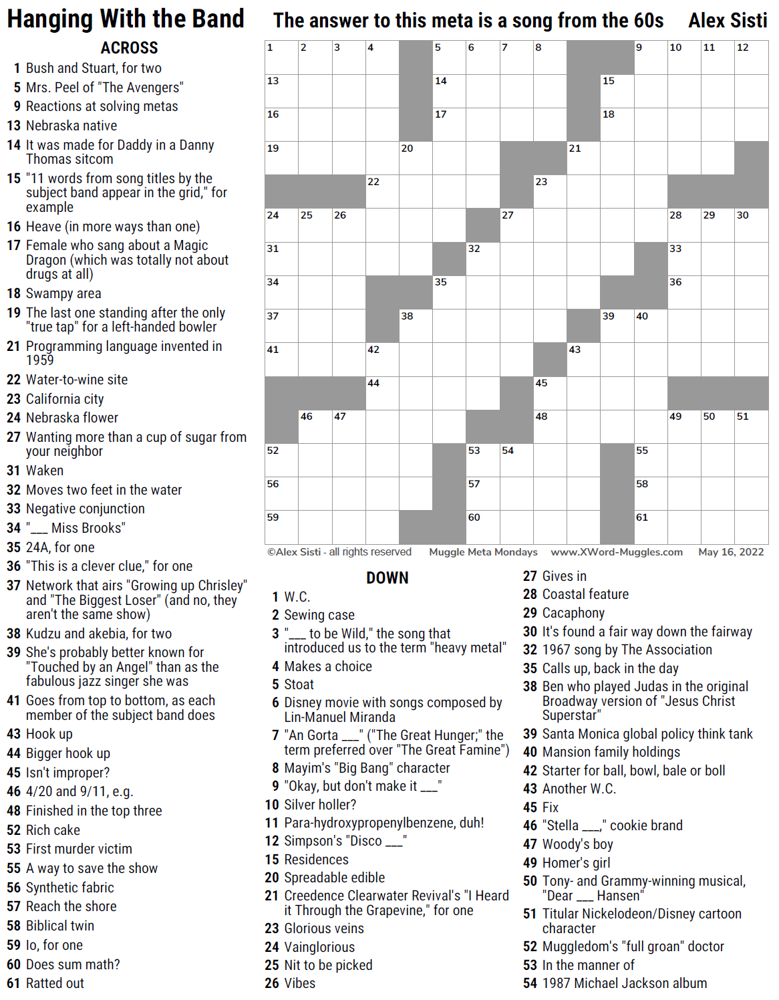 Hanging With the Band
The answer to this meta is a song from the 60s
Alex Sisti
ACROSS
1 Bush and Stuart, for two
5 Mrs. Peel of "The Avengers"
9 Reactions at solving metas
13 Nebraska native
14 It was made for Daddy in a Danny
Thomas sitcom
15 "11 words from song titles by the
subject band appear in the grid," for
example
16 Heave (in more ways than one)
17 Female who sang about a Magic
Dragon (which was totally not about
drugs at all)
18 Swampy area
19 The last one standing after the only
"true tap" for a left-handed bowler
21 Programming language invented in
1959
22 Water-to-wine site
23 California city
24 Nebraska flower
27 Wanting more than a cup of sugar from
your neighbor
31 Waken
32 Moves two feet in the water
33 Negative conjunction
34 "___ Miss Brooks"
35 24A, for one
36 "This is a clever clue," for one
37 Network that airs "Growing up Chrisley"
and "The Biggest Loser" (and no, they
aren't the same show)
38 Kudzu and akebia, for two
39 She's probably better known for
"Touched by an Angel" than as the
fabulous jazz singer she was
41 Goes from top to bottom, as each
member of the subject band does
43 Hook up
44 Bigger hook up
45 Isn't improper?
46 4/20 and 9/11, e.g.
48 Finished in the top three
52 Rich cake
53 First murder victim
55 A way to save the show
56 Synthetic fabric
57 Reach the shore
58 Biblical twin
59 Io, for one
60 Does sum math?
61 Ratted out
1 2 3 4 5 6 7 8 9 10 11 12
13 14 15
16 17 18
19 20 21
22 23
24 25 26 27 28 29 30
31 32 33
34 35 36
37 38 39 40
41 42 43
44 45
46 47 48 49 50 51
52 53 54 55
56 57 58
59 60 61
©Alex Sisti - all rights reserved Muggle Meta Mondays www.XWord-Muggles.com May 16, 2022
DOWN
1 W.C.
2 Sewing case
3 "___ to be Wild," the song that
introduced us to the term "heavy metal"
4 Makes a choice
5 Stoat
6 Disney movie with songs composed by
Lin-Manuel Miranda
7 "An Gorta ___" ("The Great Hunger;" the
term preferred over "The Great Famine")
8 Mayim's "Big Bang" character
9 "Okay, but don't make it ___"
10 Silver holler?
11 Para-hydroxypropenylbenzene, duh!
12 Simpson's "Disco ___"
15 Residences
20 Spreadable edible
21 Creedence Clearwater Revival's "I Heard
it Through the Grapevine," for one
23 Glorious veins
24 Vainglorious
25 Nit to be picked
26 Vibes
27 Gives in
28 Coastal feature
29 Cacaphony
30 It's found a fair way down the fairway
32 1967 song by The Association
35 Calls up, back in the day
38 Ben who played Judas in the original
Broadway version of "Jesus Christ
Superstar"
39 Santa Monica global policy think tank
40 Mansion family holdings
42 Starter for ball, bowl, bale or boll
43 Another W.C.
45 Fix
46 "Stella ___," cookie brand
47 Woody's boy
49 Homer's girl
50 Tony- and Grammy-winning musical,
"Dear ___ Hansen"
51 Titular Nickelodeon/Disney cartoon
character
52 Muggledom's "full groan" doctor
53 In the manner of
54 1987 Michael Jackson album